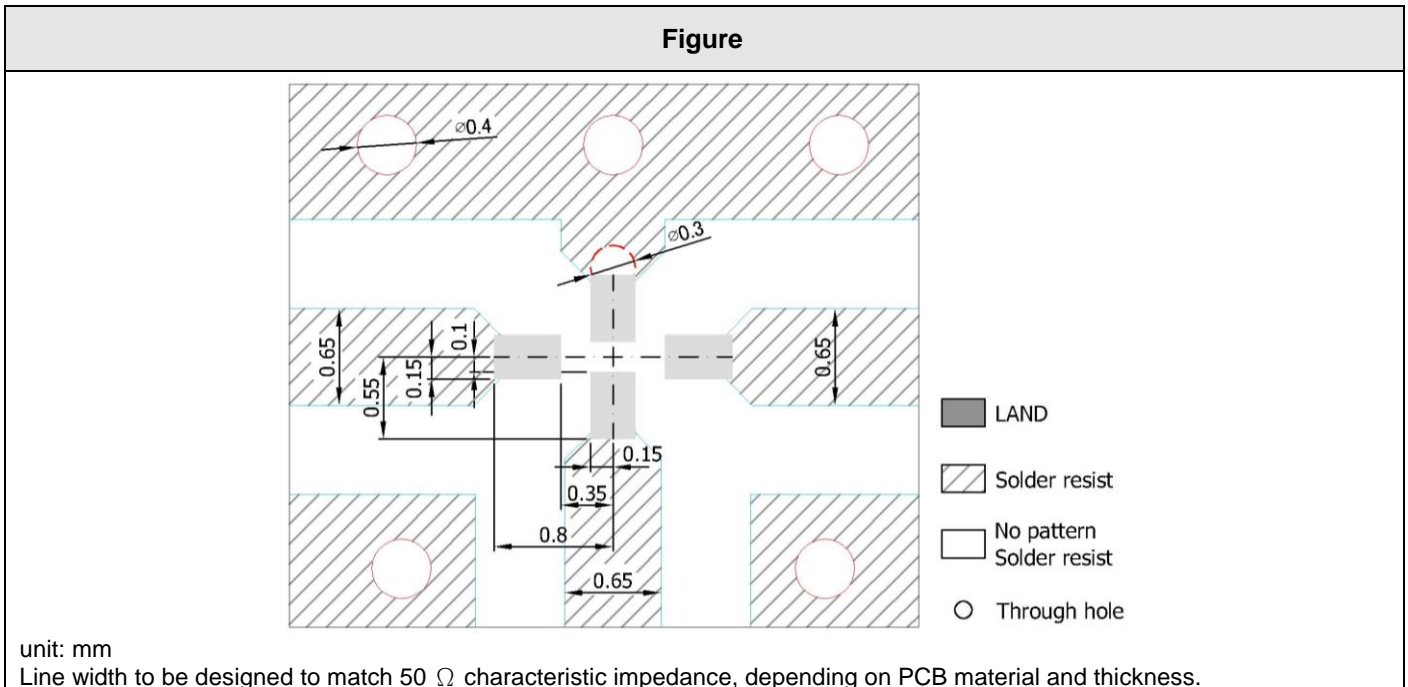 Figure
⌀0.4
⌀0.3
0.65
0.55
0.15
0.1
0.65
0.15
0.35
0.8
0.65
LAND
Solder resist
No pattern
Solder resist
Through hole
unit: mm
Line width to be designed to match 50 Ω characteristic impedance, depending on PCB material and thickness.